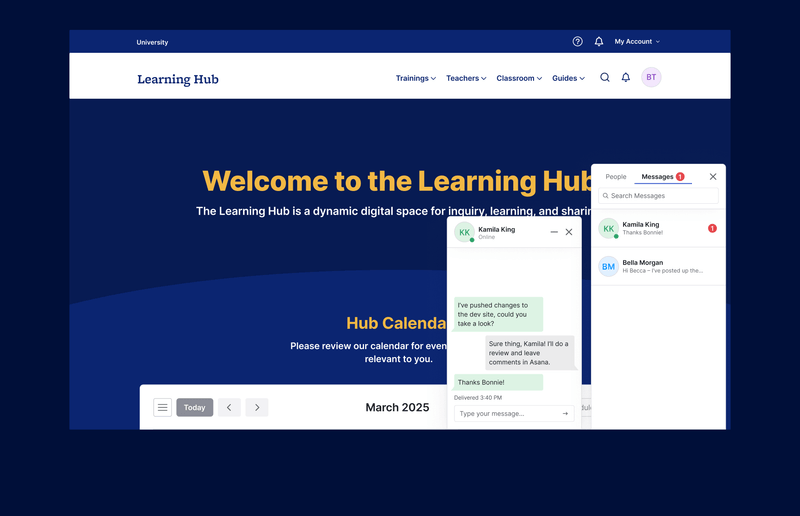 University
My Account
Learning Hub
Trainings
Teachers
Classroom
Guides
BT
Welcome to the Learning Hub
The Learning Hub is a dynamic digital space for inquiry, learning, and
Hub
Please review our calendar for
relevant to you.
Today
March 2025
KK
Kamila King
Online
I've pushed changes to
the dev site, could you
take a look?
Sure thing, Kamila! I'll do a
review and leave
comments in Asana.
Thanks Bonnie!
Delivered 3:40 PM
Type your message...
People
Messages
1
Search Messages
KK
Kamila King
Thanks Bonnie!
1
BM
Bella Morgan
Hi Becca – I've posted up the...